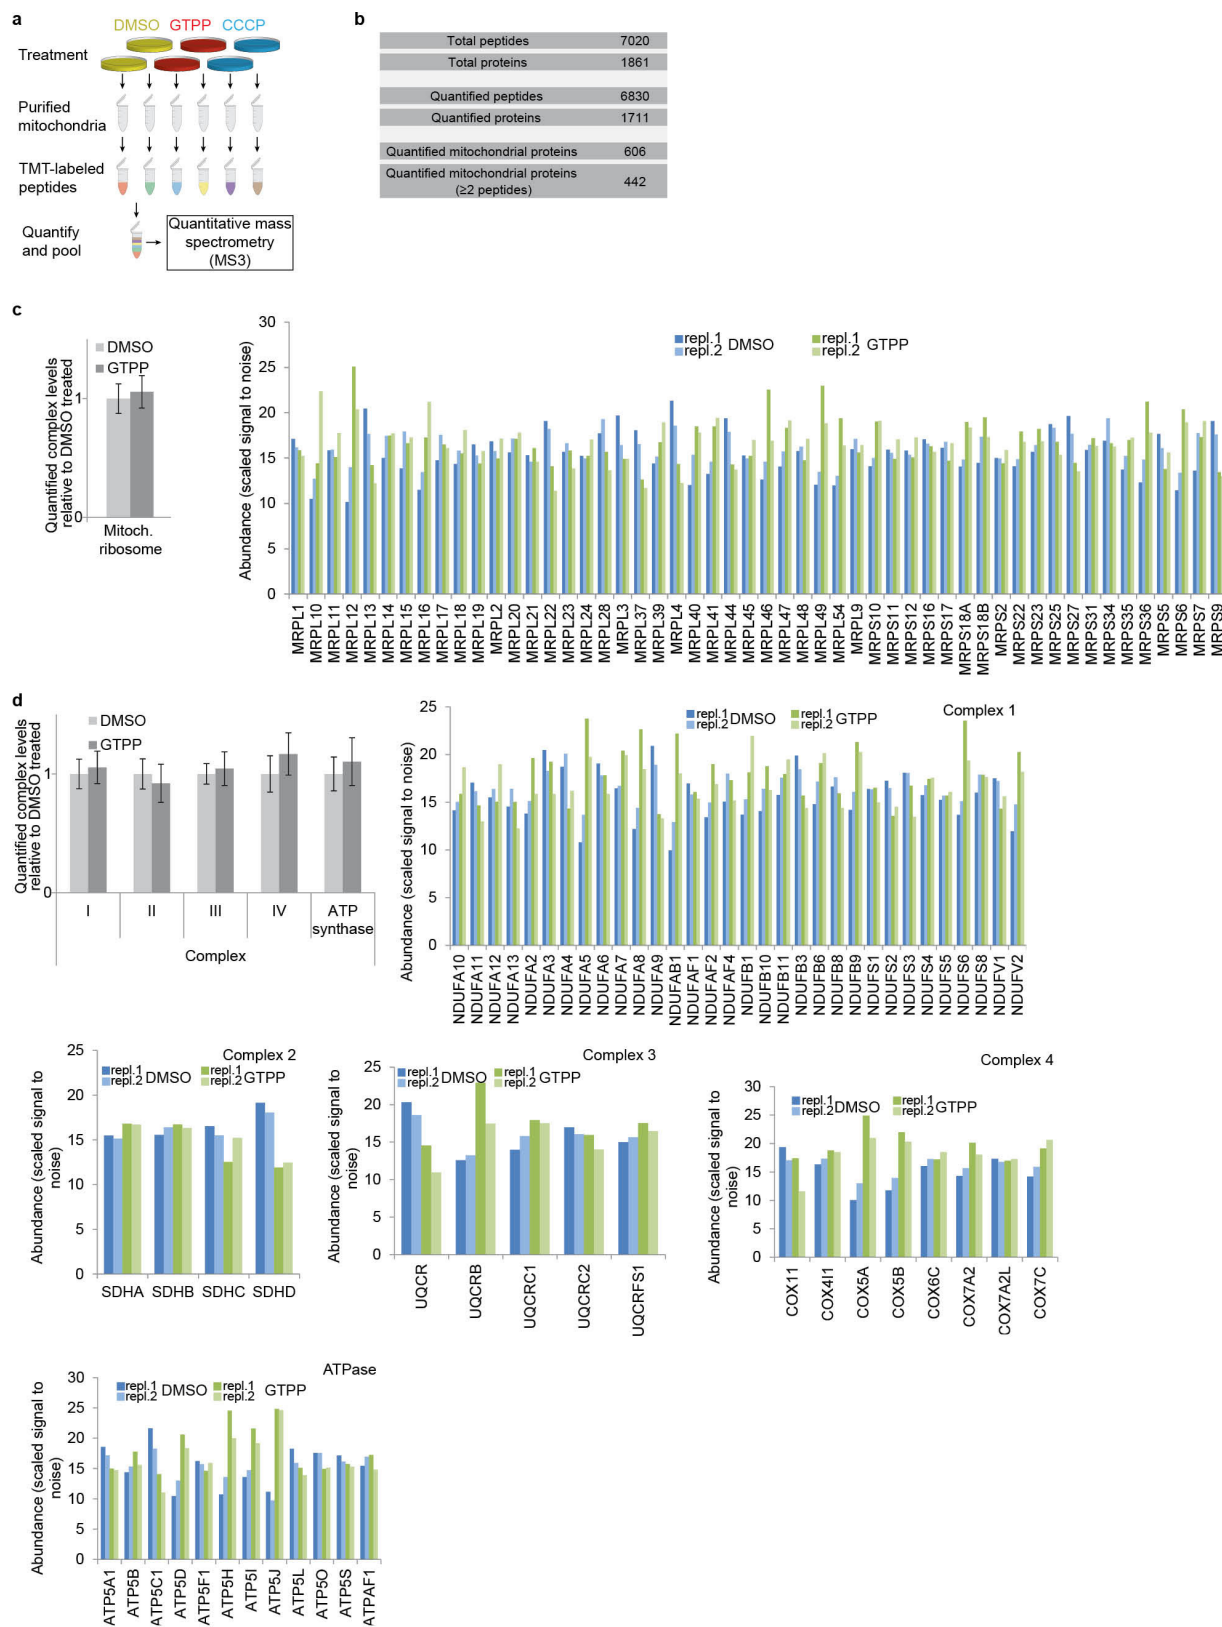 a
DMSO GTPP CCCP
Treatment
Purified
mitochondria
TMT-labeled
peptides
Quantify
and pool
Quantitative mass
spectrometry
(MS3)
b
Total peptides 7020
Total proteins 1861
Quantified peptides 6830
Quantified proteins 1711
Quantified mitochondrial proteins 606
Quantified mitochondrial proteins
(≥2 peptides) 442
c
Quantified complex levels
relative to DMSO treated
DMSO
GTPP
1
0
Mitoch.
ribosome
Abundance (scaled signal to noise)
30
25
20
15
10
5
0
repl.1
repl.2 DMSO
repl.1
repl.2 GTPP
MRPL1
MRPL10
MRPL11
MRPL12
MRPL13
MRPL14
MRPL15
MRPL16
MRPL17
MRPL18
MRPL19
MRPL2
MRPL20
MRPL21
MRPL22
MRPL23
MRPL24
MRPL28
MRPL3
MRPL37
MRPL39
MRPL4
MRPL40
MRPL41
MRPL44
MRPL45
MRPL46
MRPL47
MRPL48
MRPL49
MRPL54
MRPL9
MRPS10
MRPS11
MRPS12
MRPS16
MRPS17
MRPS18A
MRPS18B
MRPS2
MRPS22
MRPS23
MRPS25
MRPS27
MRPS31
MRPS34
MRPS35
MRPS36
MRPS5
MRPS6
MRPS7
MRPS9
d
Quantified complex levels
relative to DMSO treated
DMSO
GTPP
1
0
I II III IV ATP
synthase
Complex
Complex 1
Abundance (scaled signal to noise)
25
20
15
10
5
0
repl.1
repl.2 DMSO
repl.1
repl.2 GTPP
NDUFA10
NDUFA11
NDUFA12
NDUFA13
NDUFA2
NDUFA3
NDUFA4
NDUFA5
NDUFA6
NDUFA7
NDUFA8
NDUFA9
NDUFAB1
NDUFAF1
NDUFAF2
NDUFAF4
NDUFB1
NDUFB10
NDUFB11
NDUFB3
NDUFB6
NDUFB8
NDUFB9
NDUFS1
NDUFS2
NDUFS3
NDUFS4
NDUFS5
NDUFS6
NDUFS8
NDUFV1
NDUFV2
Complex 2
Abundance (scaled signal to
noise)
25
20
15
10
5
0
repl.1
repl.2 DMSO
repl.1
repl.2 GTPP
SDHA SDHB SDHC SDHD
Complex 3
Abundance (scaled signal to
noise)
25
20
15
10
5
0
repl.1
repl.2 DMSO
repl.1
repl.2 GTPP
UQCR
UQCRB
UQCRC1
UQCRC2
UQCRFS1
Complex 4
Abundance (scaled signal to
noise)
30
25
20
15
10
5
0
repl.1
repl.2 DMSO
repl.1
repl.2 GTPP
COX11
COX4I1
COX5A
COX5B
COX6C
COX7A2
COX7A2L
COX7C
ATPase
Abundance (scaled signal to
noise)
30
25
20
15
10
5
0
repl.1
repl.2 DMSO
repl.1
repl.2 GTPP
ATP5A1
ATP5B
ATP5C1
ATP5D
ATP5F1
ATP5H
ATP5I
ATP5J
ATP5L
ATP5O
ATP5S
ATPAF1